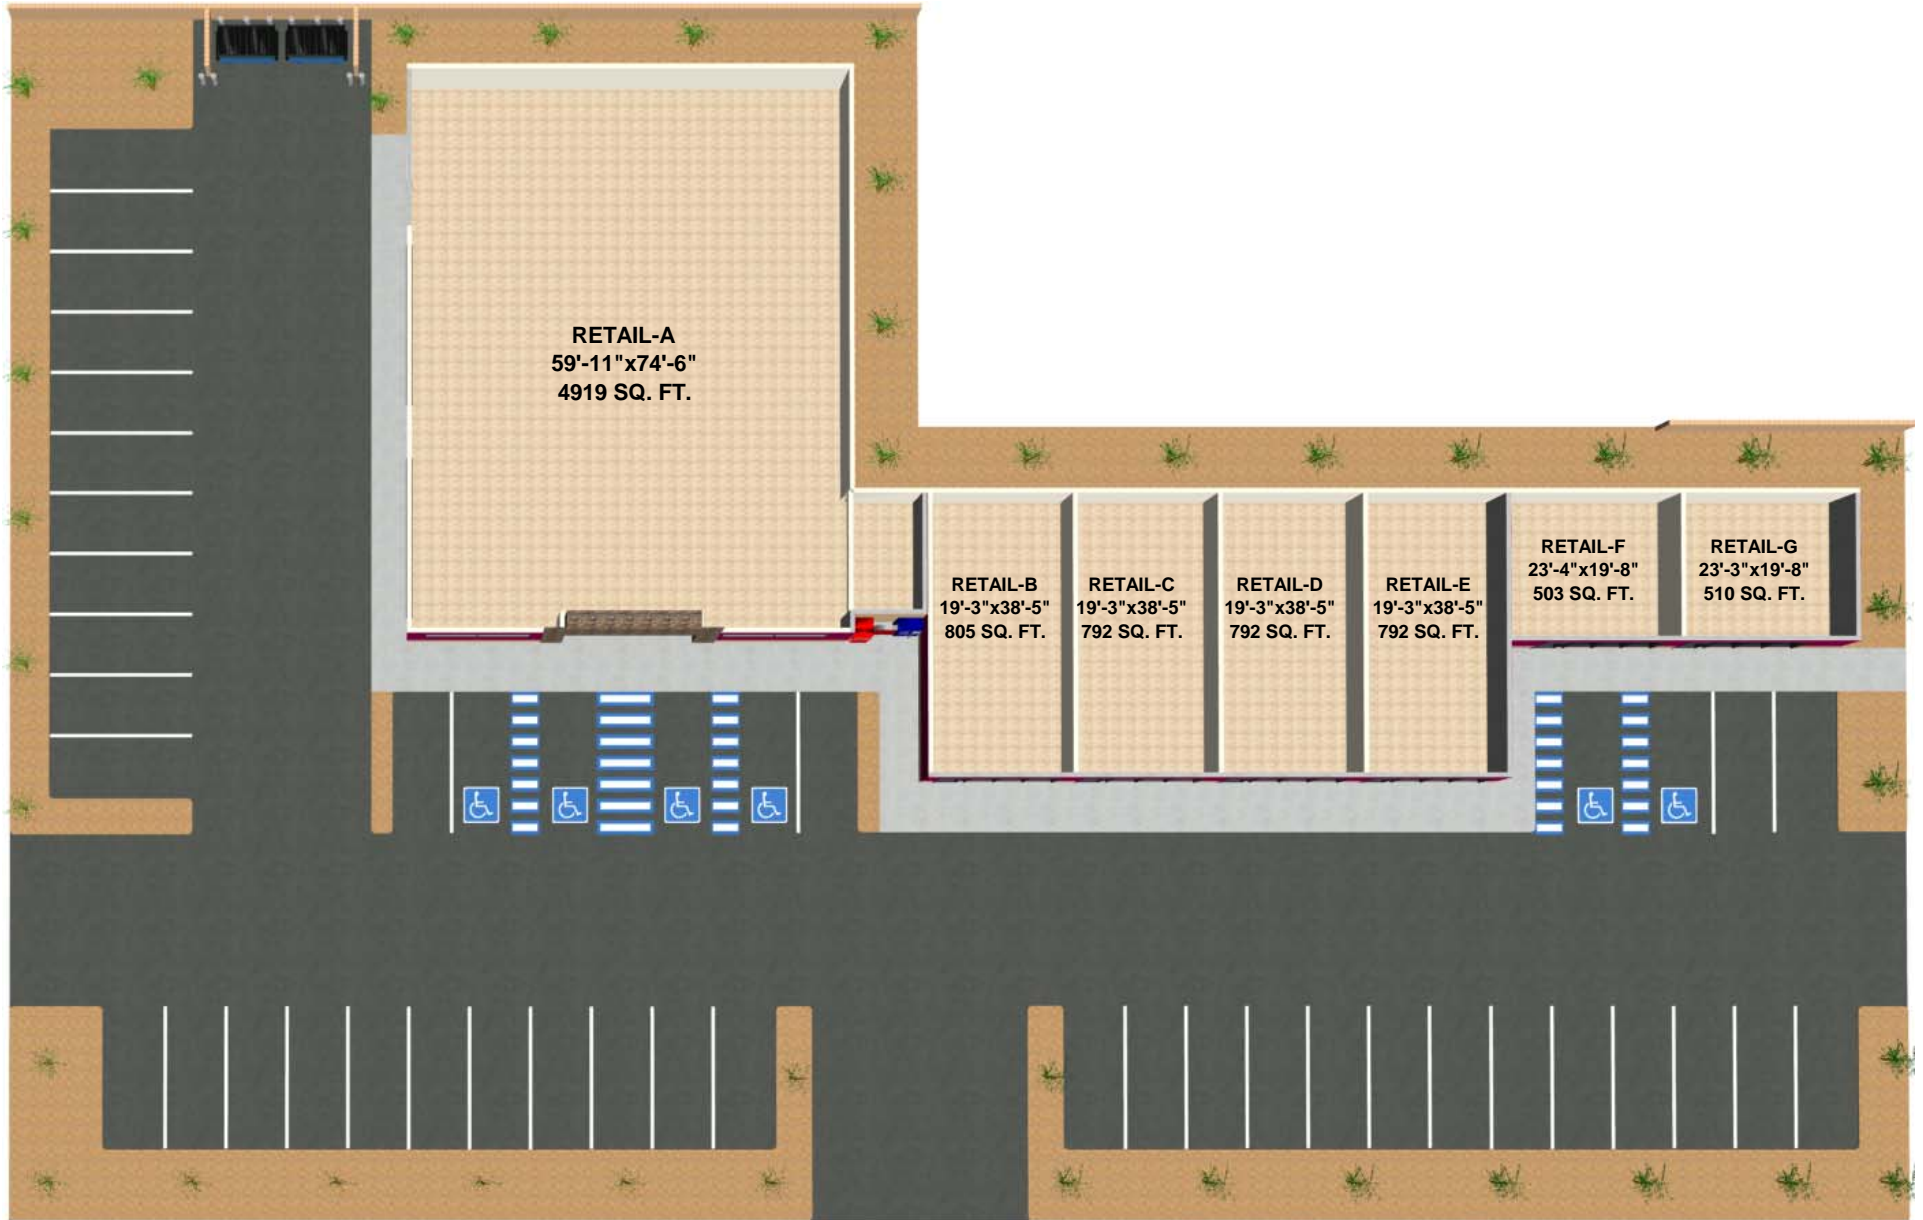 RETAIL-A
59'-11"x74'-6"
4919 SQ. FT.
RETAIL-B
19'-3"x38'-5"
805 SQ. FT.
RETAIL-C
19'-3"x38'-5"
792 SQ. FT.
RETAIL-D
19'-3"x38'-5"
792 SQ. FT.
RETAIL-E
19'-3"x38'-5"
792 SQ. FT.
RETAIL-F
23'-4"x19'-8"
503 SQ. FT.
RETAIL-G
23'-3"x19'-8"
510 SQ. FT.